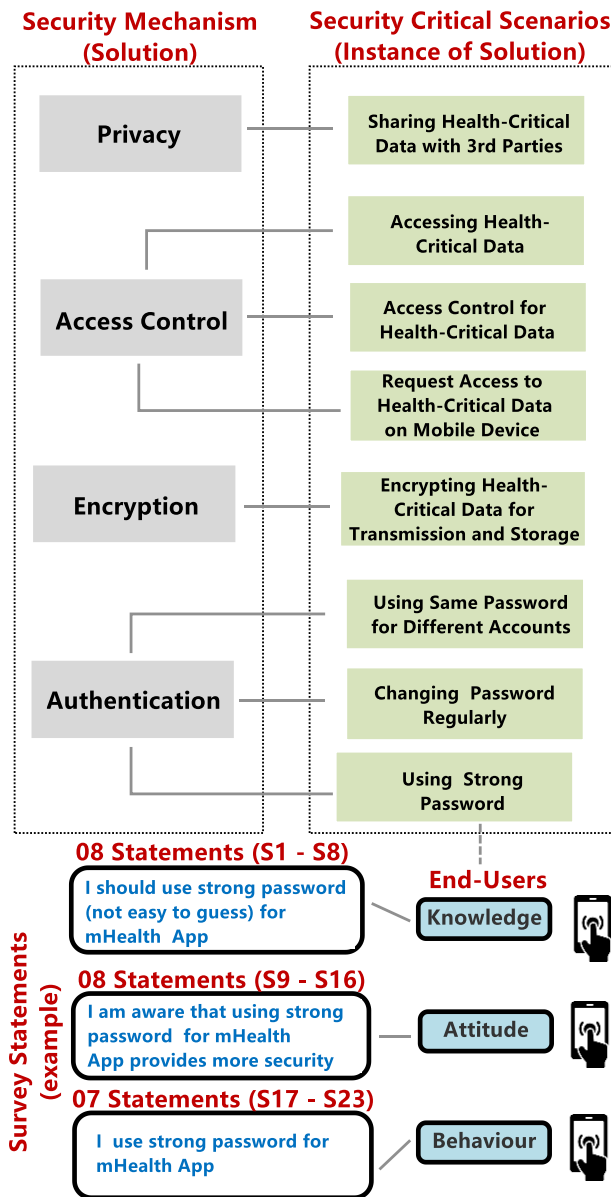 Security Mechanism
(Solution)
Security Critical Scenarios
(Instance of Solution)
Privacy
Sharing Health-Critical
Data with 3rd Parties
Accessing Health-
Critical Data
Access Control
Access Control for
Health-Critical Data
Request Access to
Health-Critical Data
on Mobile Device
Encryption
Encrypting Health-
Critical Data for
Transmission and Storage
Using Same Password
for Different Accounts
Authentication
Changing Password
Regularly
Using Strong
Password
Survey Statements
(example)
08 Statements (S1 - S8)
I should use strong password
(not easy to guess) for
mHealth App
End-Users
Knowledge
08 Statements (S9 - S16)
I am aware that using strong
password for mHealth
App provides more security
Attitude
07 Statements (S17 - S23)
I use strong password for
mHealth App
Behaviour